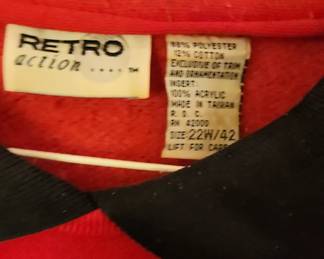 RETRO
action....™
88% POLYESTER
12% COTTON
EXCLUSIVE OF TRIM
AND ORNAMENTATION
INSERT:
100% ACRYLIC
MADE IN TAIWAN
R. O. C.
RN 42000
SIZE: 22W/42
LIFT FOR CARE